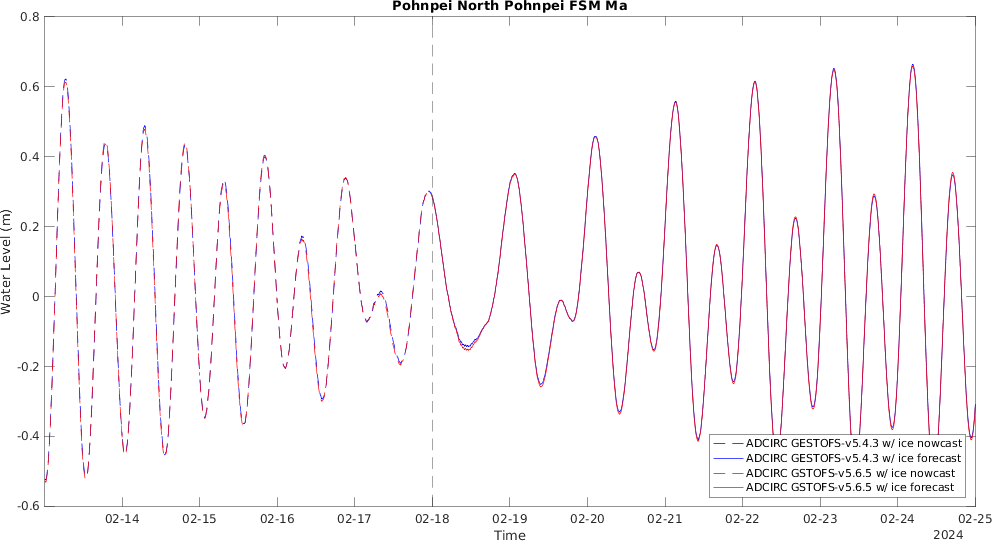 Pohnpei North Pohnpei FSM Ma
0.8
0.6
0.4
0.2
0
-0.2
-0.4
-0.6
Water Level (m)
ADCIRC GESTOFS-v5.4.3 w/ ice nowcast
ADCIRC GESTOFS-v5.4.3 w/ ice forecast
ADCIRC GSTOFS-v5.6.5 w/ ice nowcast
ADCIRC GSTOFS-v5.6.5 w/ ice forecast
02-14 02-15 02-16 02-17 02-18 02-19 02-20 02-21 02-22 02-23 02-24 02-25
Time
2024